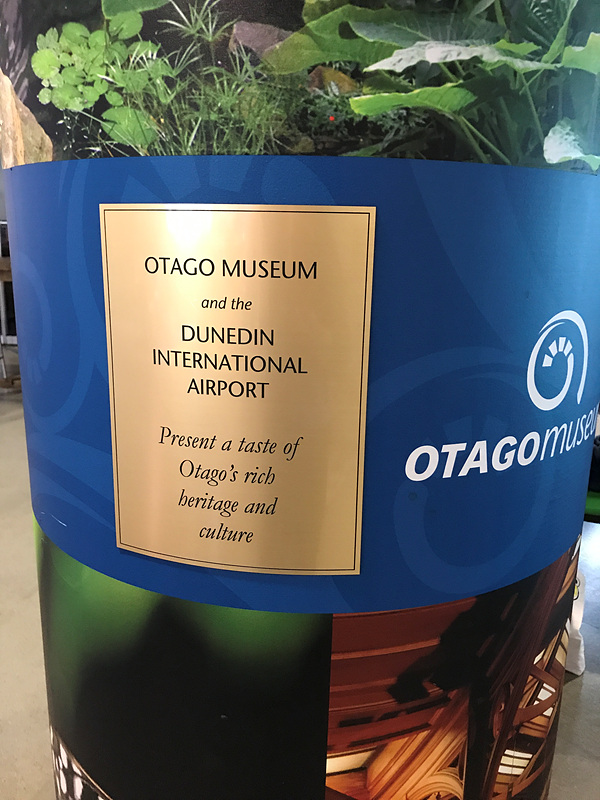 OTAGO MUSEUM
and the
DUNEDIN
INTERNATIONAL
AIRPORT
Present a taste of
Otago's rich
heritage and
culture
OTAGOmuseu